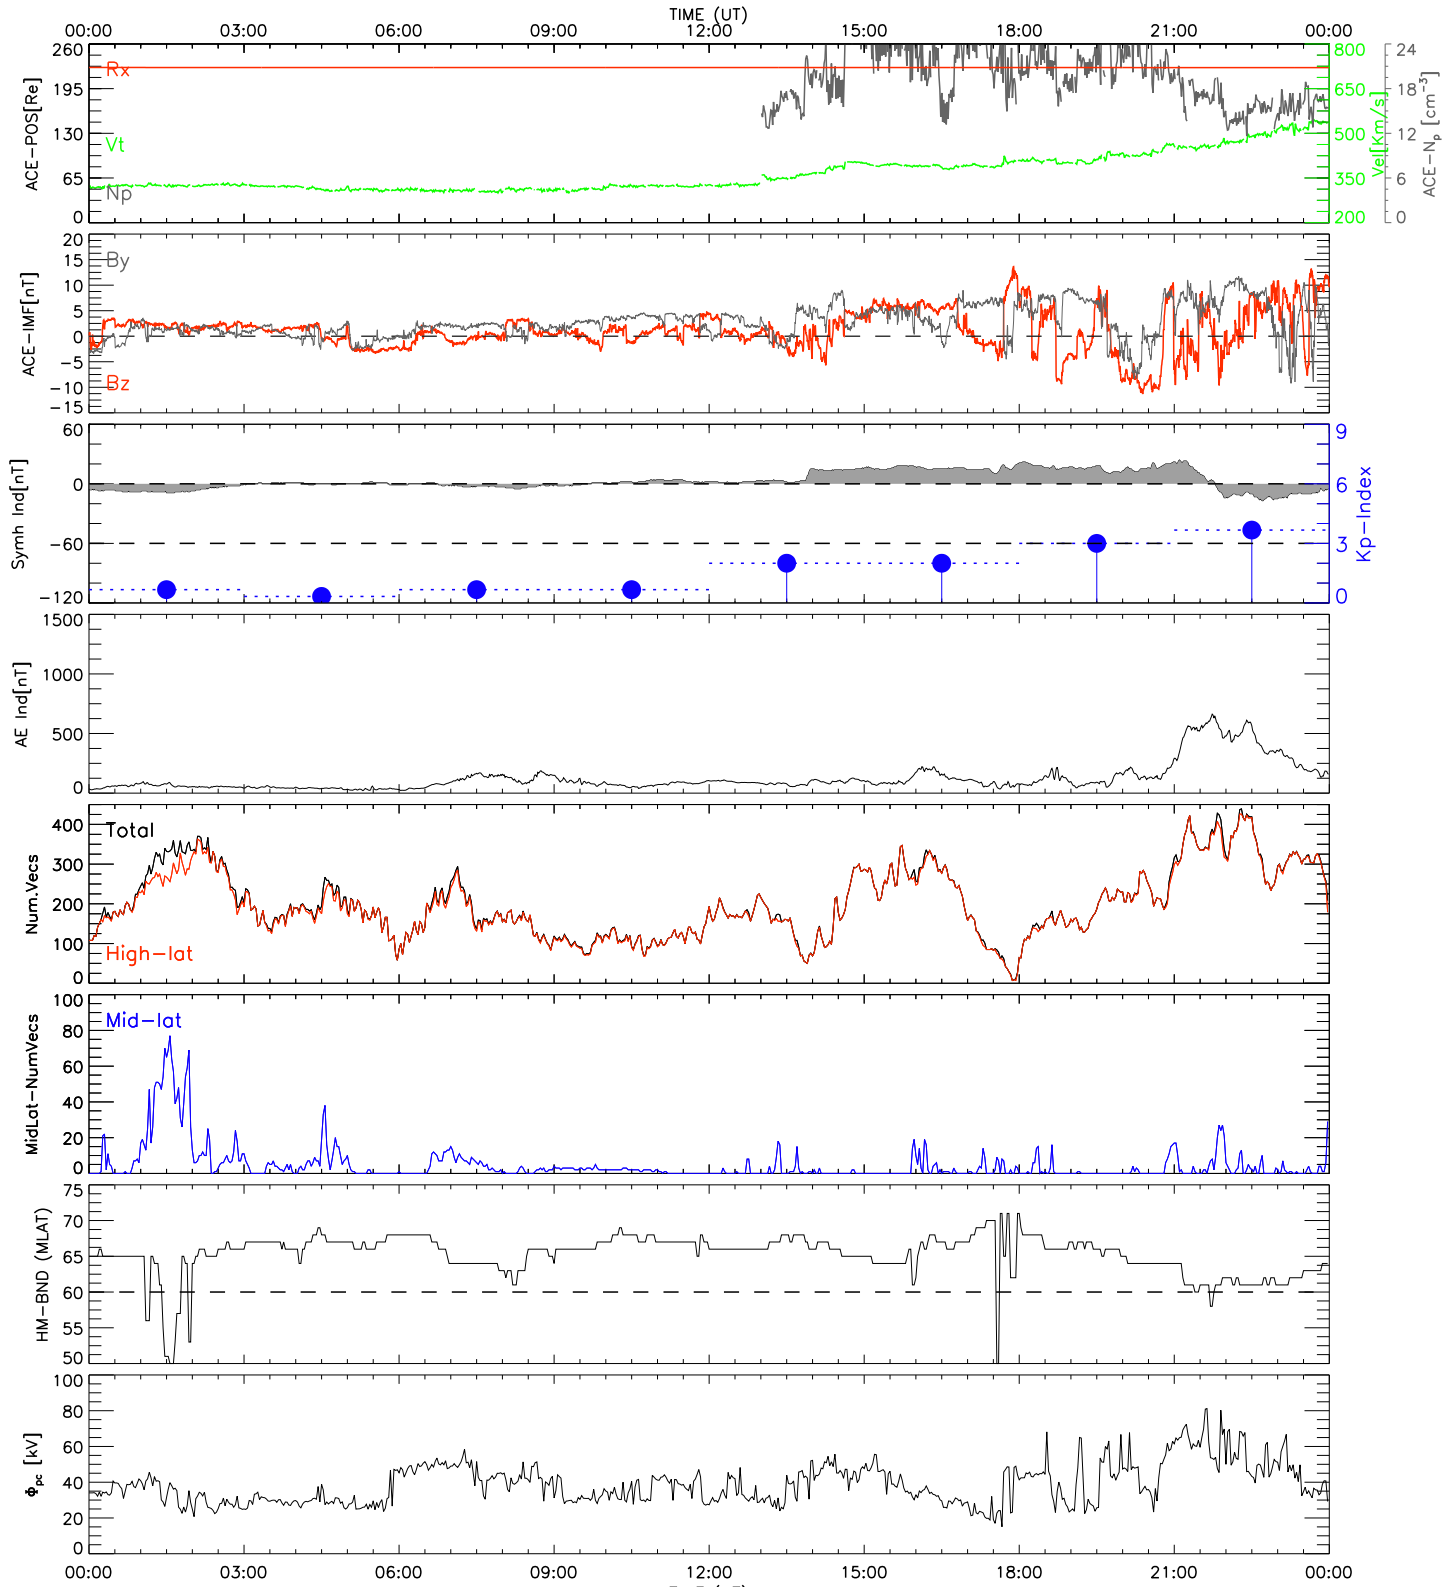 TIME (UT)
00:00 03:00 06:00 09:00 12:00 15:00 18:00 21:00 00:00
ACE-POS[Re]
260
195
130
65
0
Rx
Vt
Np
800
650
500
350
200
Vel[Km/s]
24
18
12
6
0
ACE-Np [cm⁻³]
ACE-IMF[nT]
20
15
10
5
0
-5
-10
-15
By
Bz
Symh Ind[nT]
60
0
-60
-120
9
6
3
0
Kp-Index
AE Ind[nT]
1500
1000
500
0
Num.Vecs
400
300
200
100
0
Total
High-lat
MidLat-NumVecs
100
80
60
40
20
0
Mid-lat
HM-BND (MLAT)
75
70
65
60
55
50
Φpc [kV]
100
80
60
40
20
0
00:00 03:00 06:00 09:00 12:00 15:00 18:00 21:00 00:00